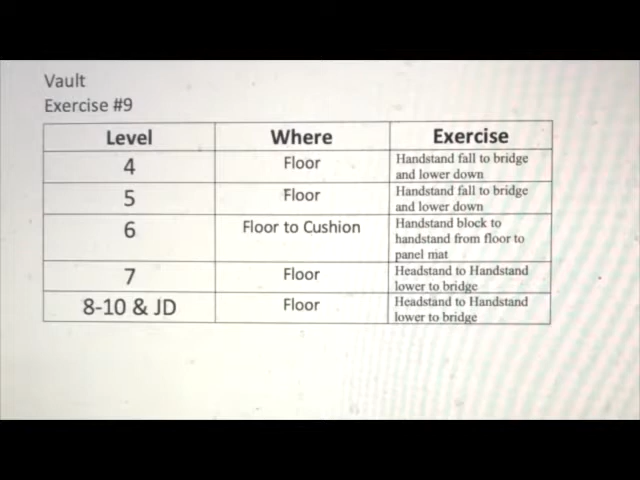 Vault
Exercise #9
Level Where Exercise
4 Floor Handstand fall to bridge
and lower down
5 Floor Handstand fall to bridge
and lower down
6 Floor to Cushion Handstand block to
handstand from floor to
panel mat
7 Floor Headstand to Handstand
lower to bridge
8-10 & JD Floor Headstand to Handstand
lower to bridge